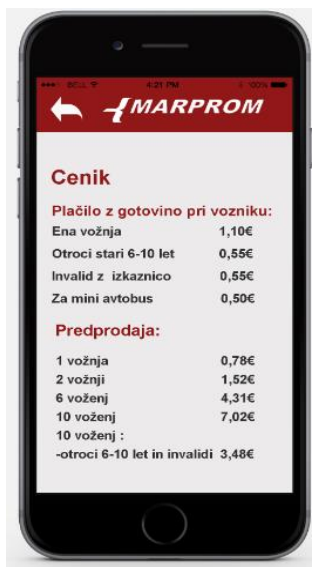 BELL 4:21 PM 100%
MARPROM
Cenik
Plačilo z gotovino pri vozniku:
Ena vožnja 1,10€
Otroci stari 6-10 let 0,55€
Invalid z izkaznico 0,55€
Za mini avtobus 0,50€
Predprodaja:
1 vožnja 0,78€
2 vožnji 1,52€
6 voženj 4,31€
10 voženj 7,02€
10 voženj :
-otroci 6-10 let in invalidi 3,48€